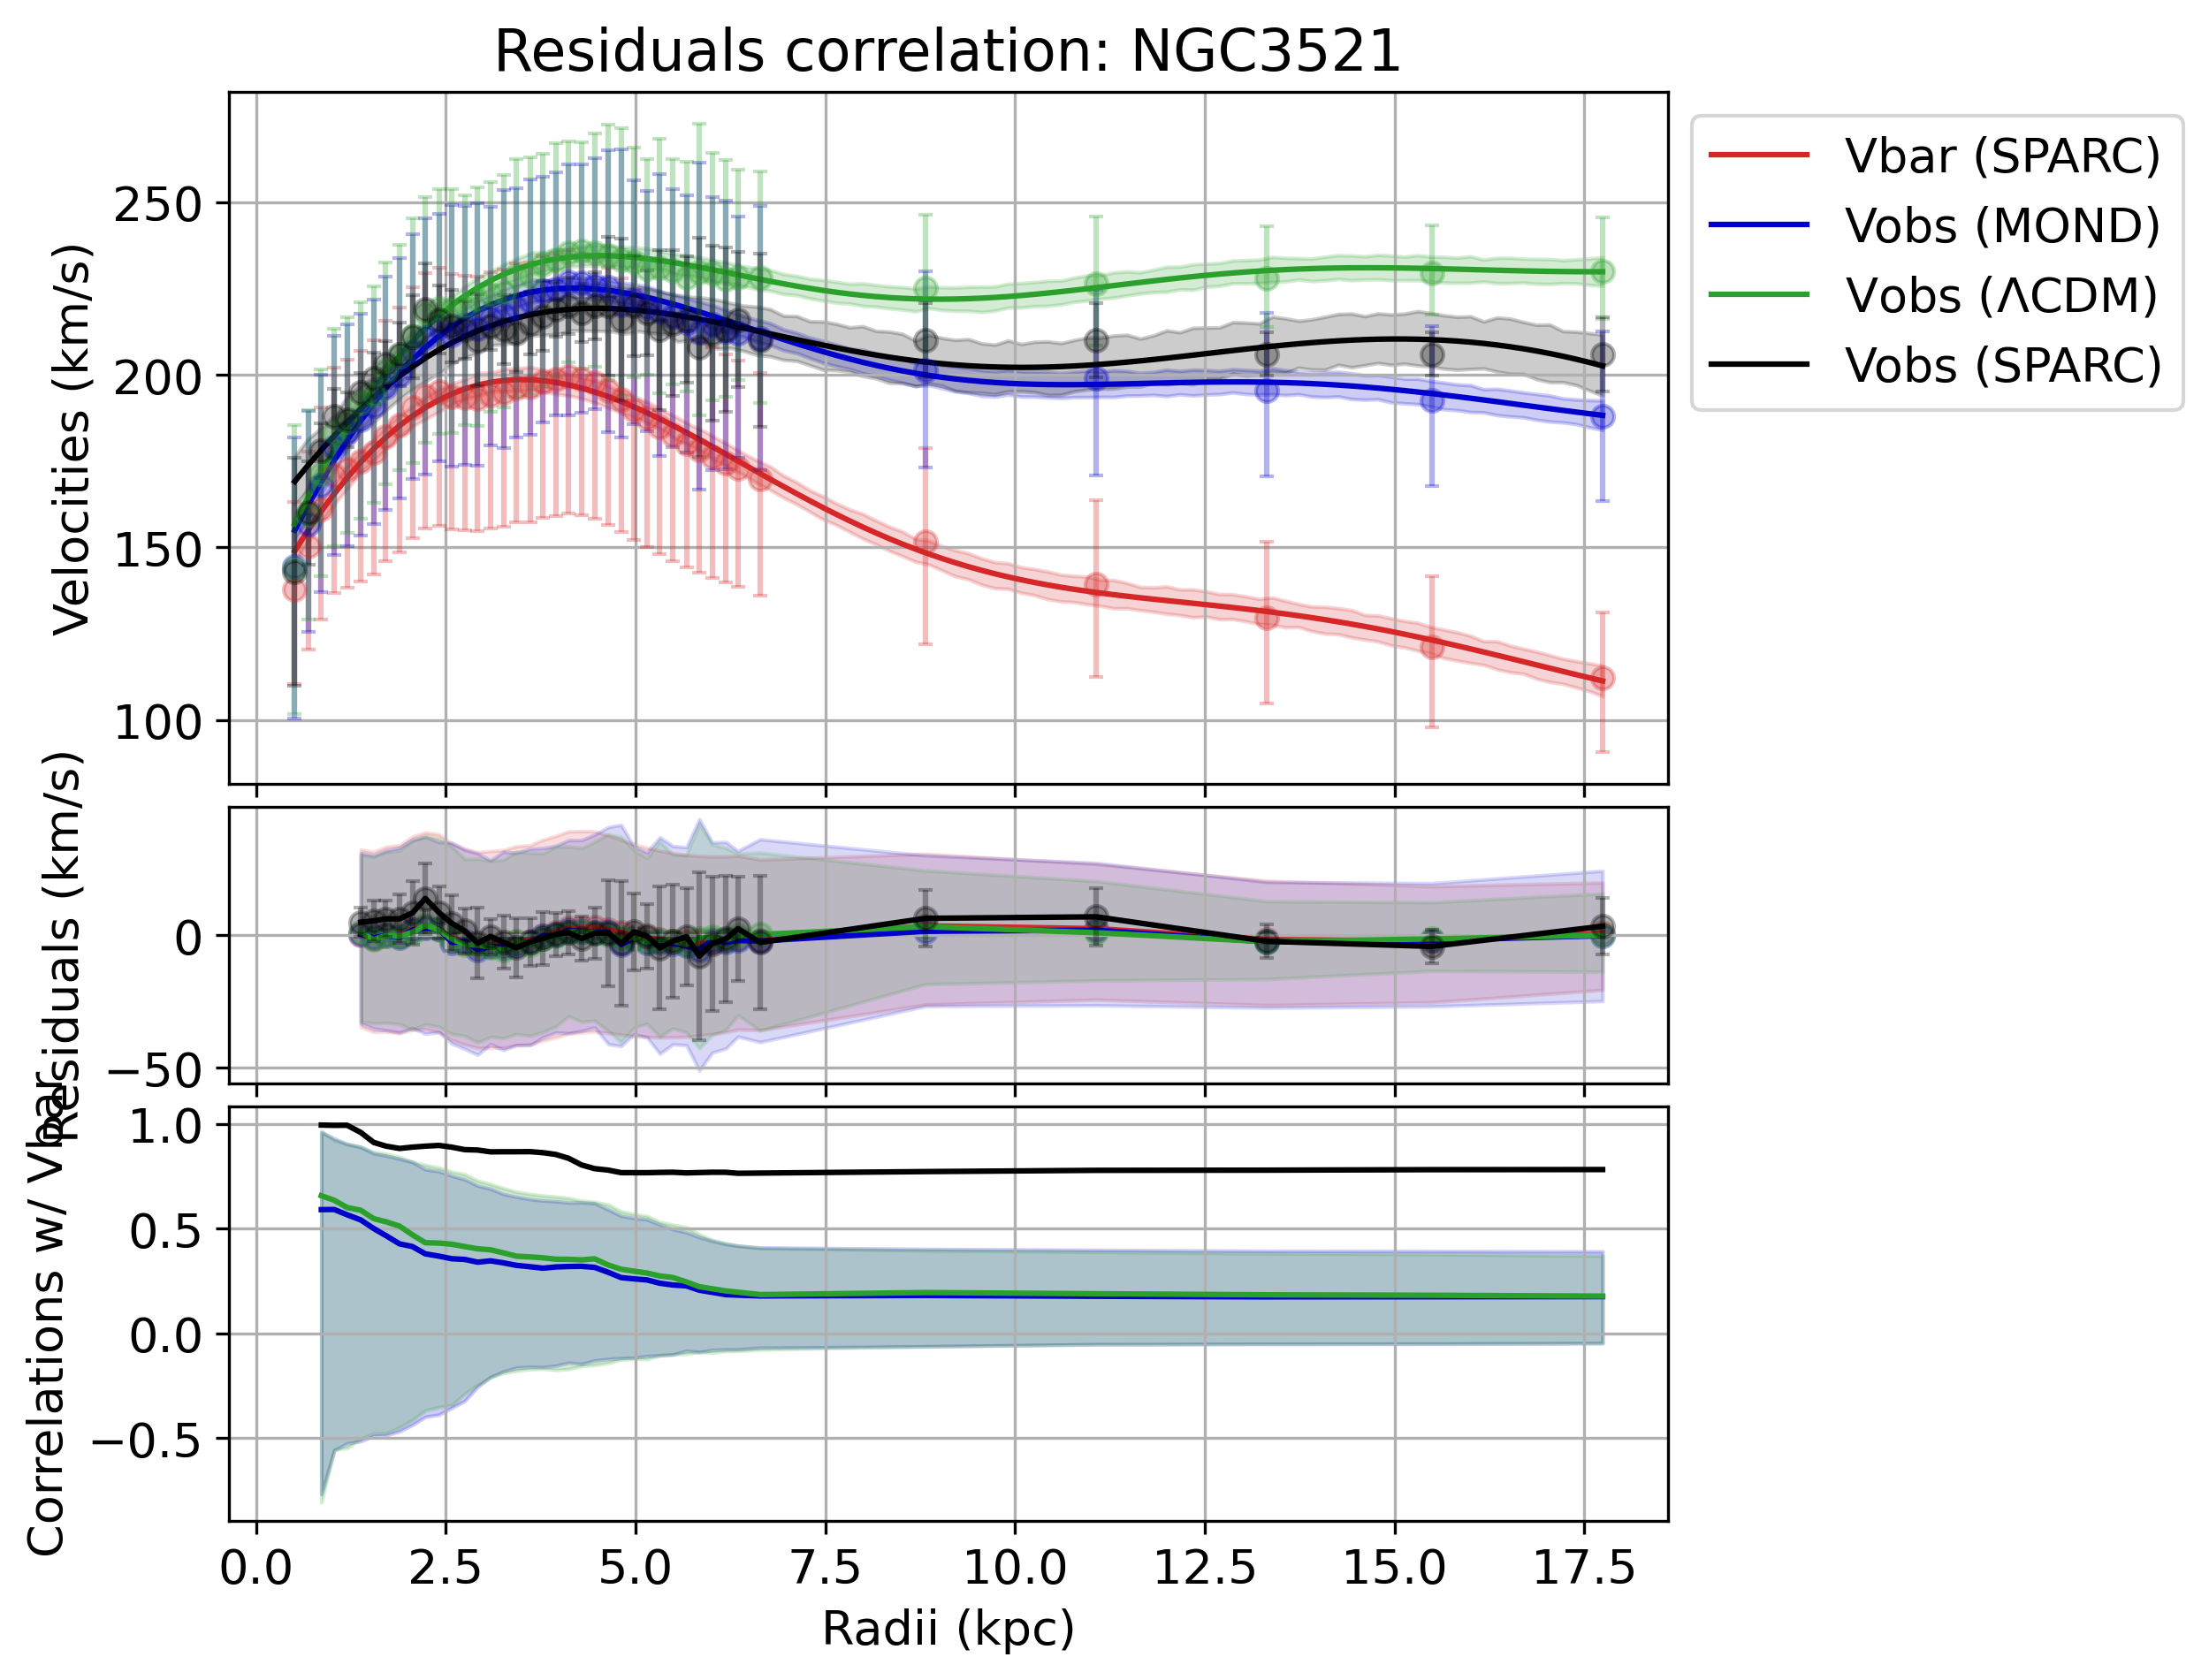 Residuals correlation: NGC3521
Velocities (km/s)
250
200
150
100
Vbar (SPARC)
Vobs (MOND)
Vobs (ΛCDM)
Vobs (SPARC)
Residuals (km/s)
0
−50
Correlations w/ Vbar
1.0
0.5
0.0
−0.5
0.0 2.5 5.0 7.5 10.0 12.5 15.0 17.5
Radii (kpc)